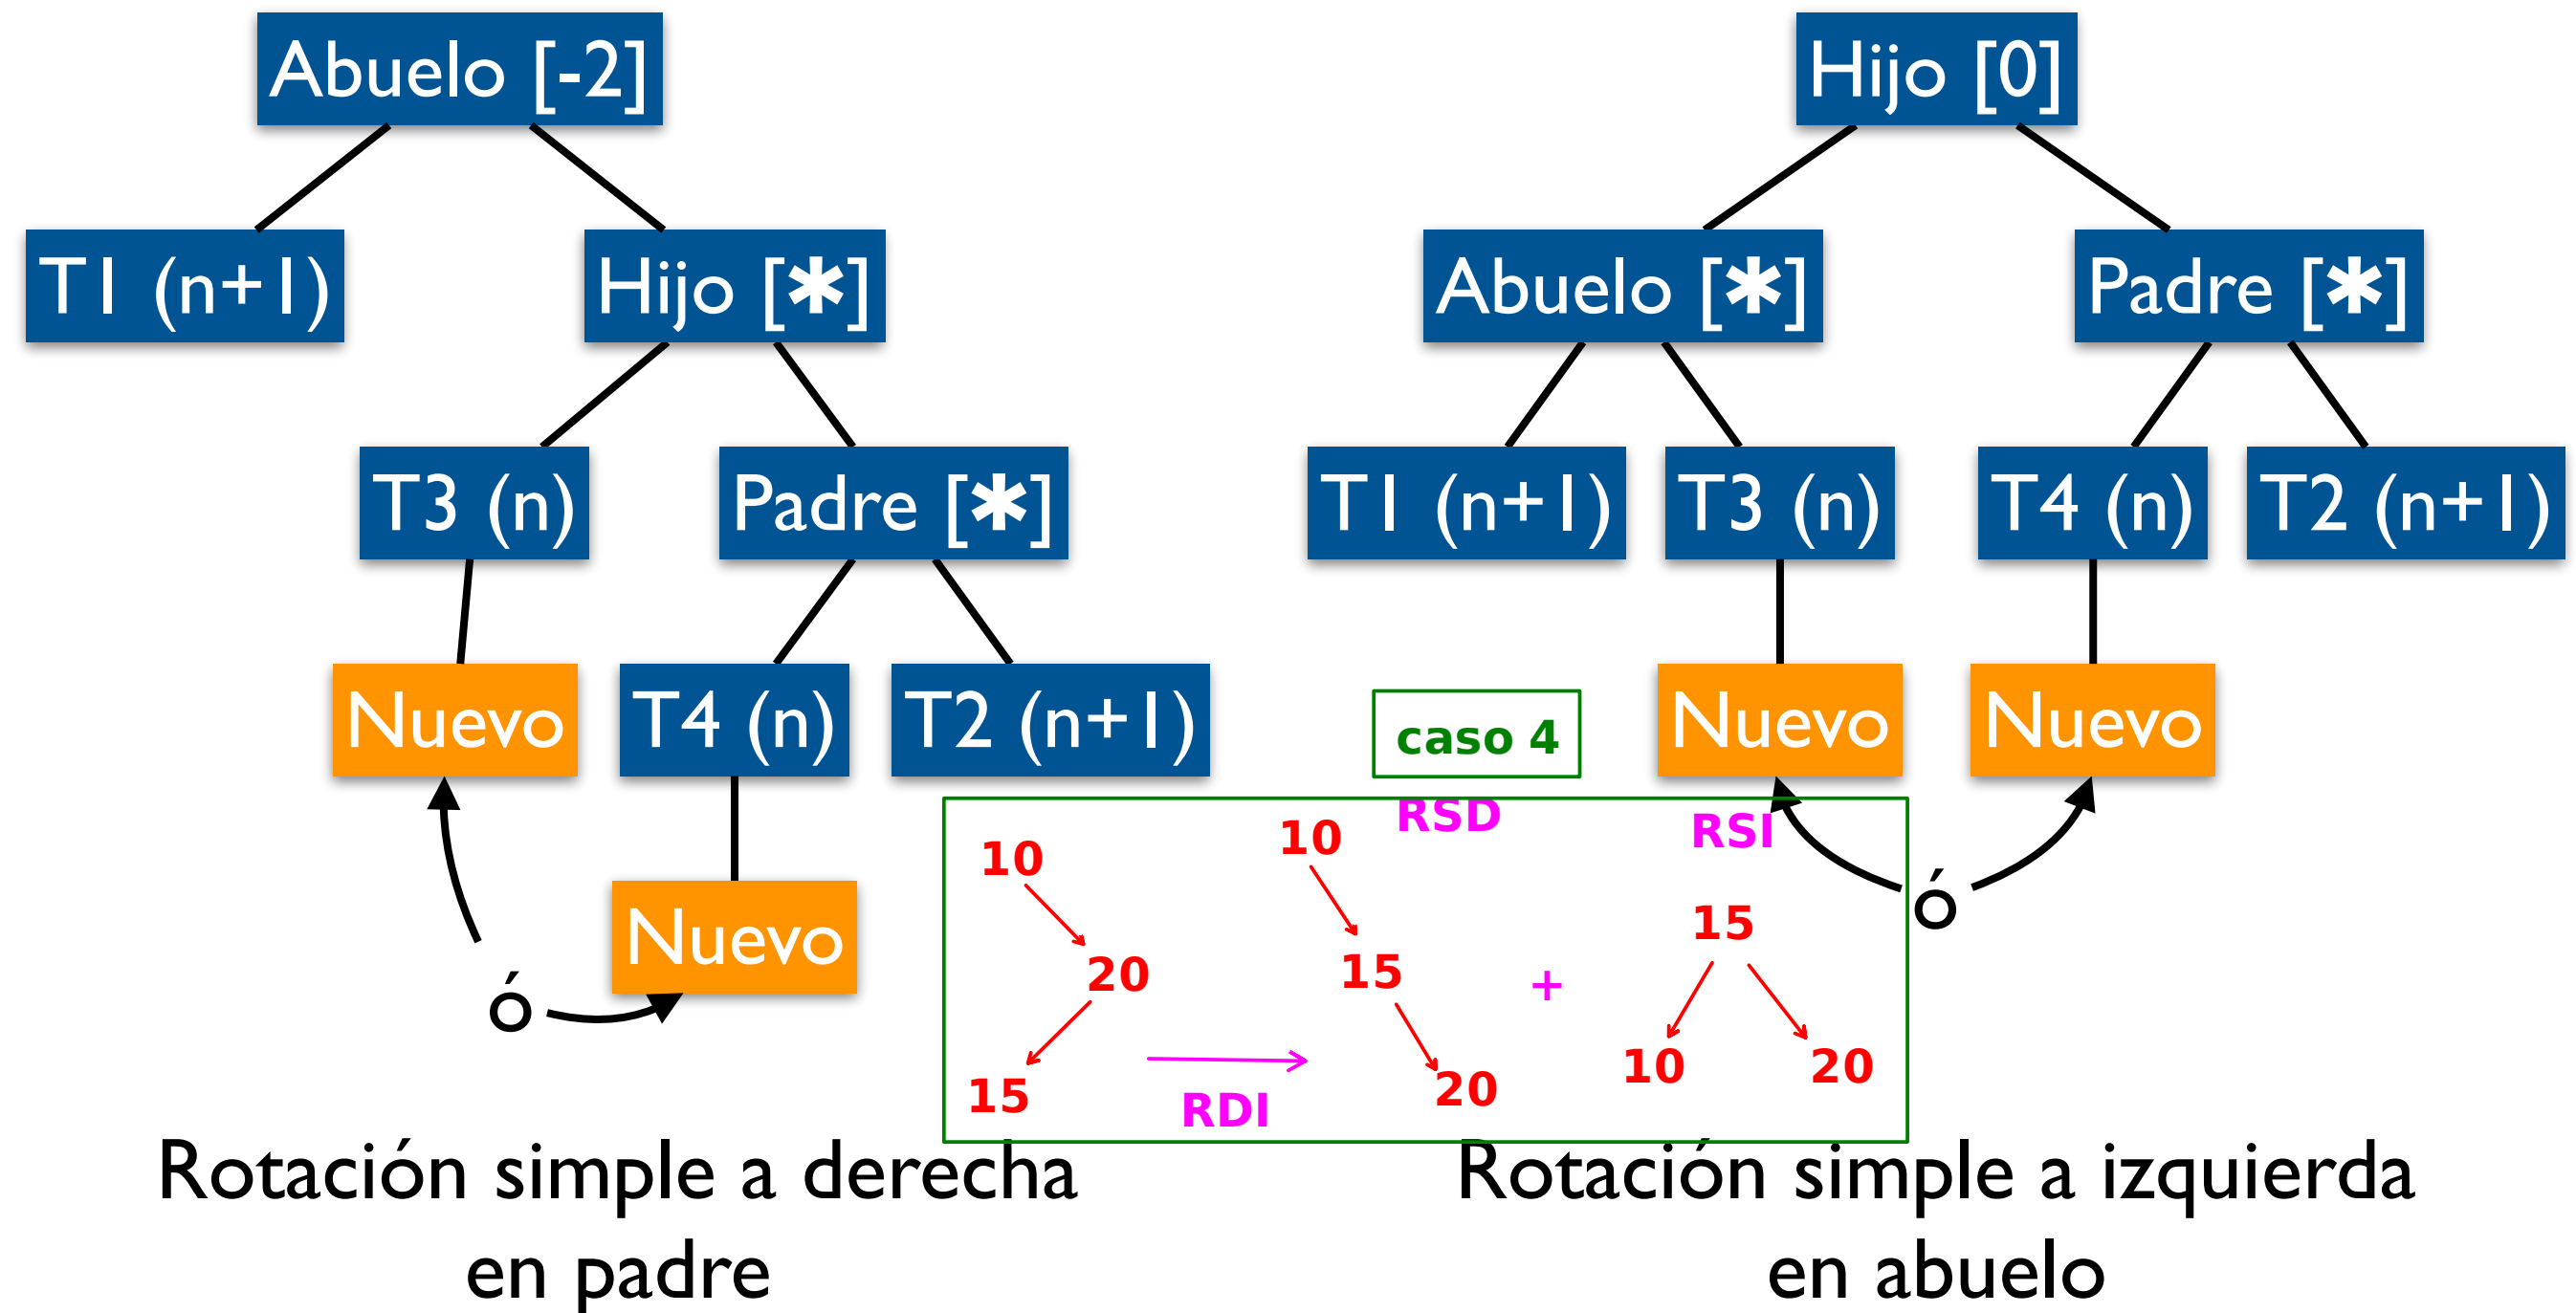 Abuelo [-2]
T1 (n+1)
Hijo [*]
T3 (n)
Padre [*]
Nuevo
T4 (n)
T2 (n+1)
Nuevo
ó
Rotación simple a derecha
en padre
Hijo [0]
Abuelo [*]
Padre [*]
T1 (n+1)
T3 (n)
T4 (n)
T2 (n+1)
Nuevo
Nuevo
ó
Rotación simple a izquierda
en abuelo
caso 4
10
20
15
RDI
RSD
10
15
20
+
RSI
15
10
20